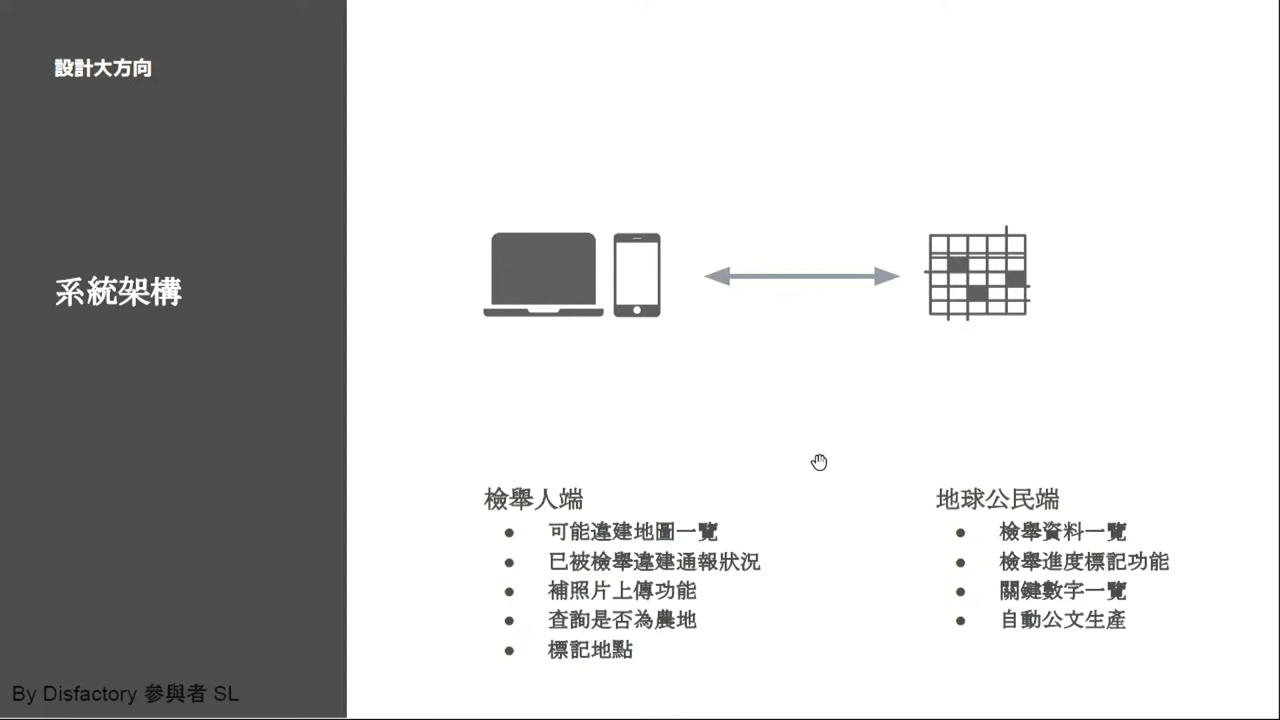 設計大方向
系統架構
檢舉人端
● 可能違建地圖一覽
● 已被檢舉違建通報狀況
● 補照片上傳功能
● 查詢是否為農地
● 標記地點
地球公民端
● 檢舉資料一覽
● 檢舉進度標記功能
● 關鍵數字一覽
● 自動公文生產
By Disfactory 參與者 SL